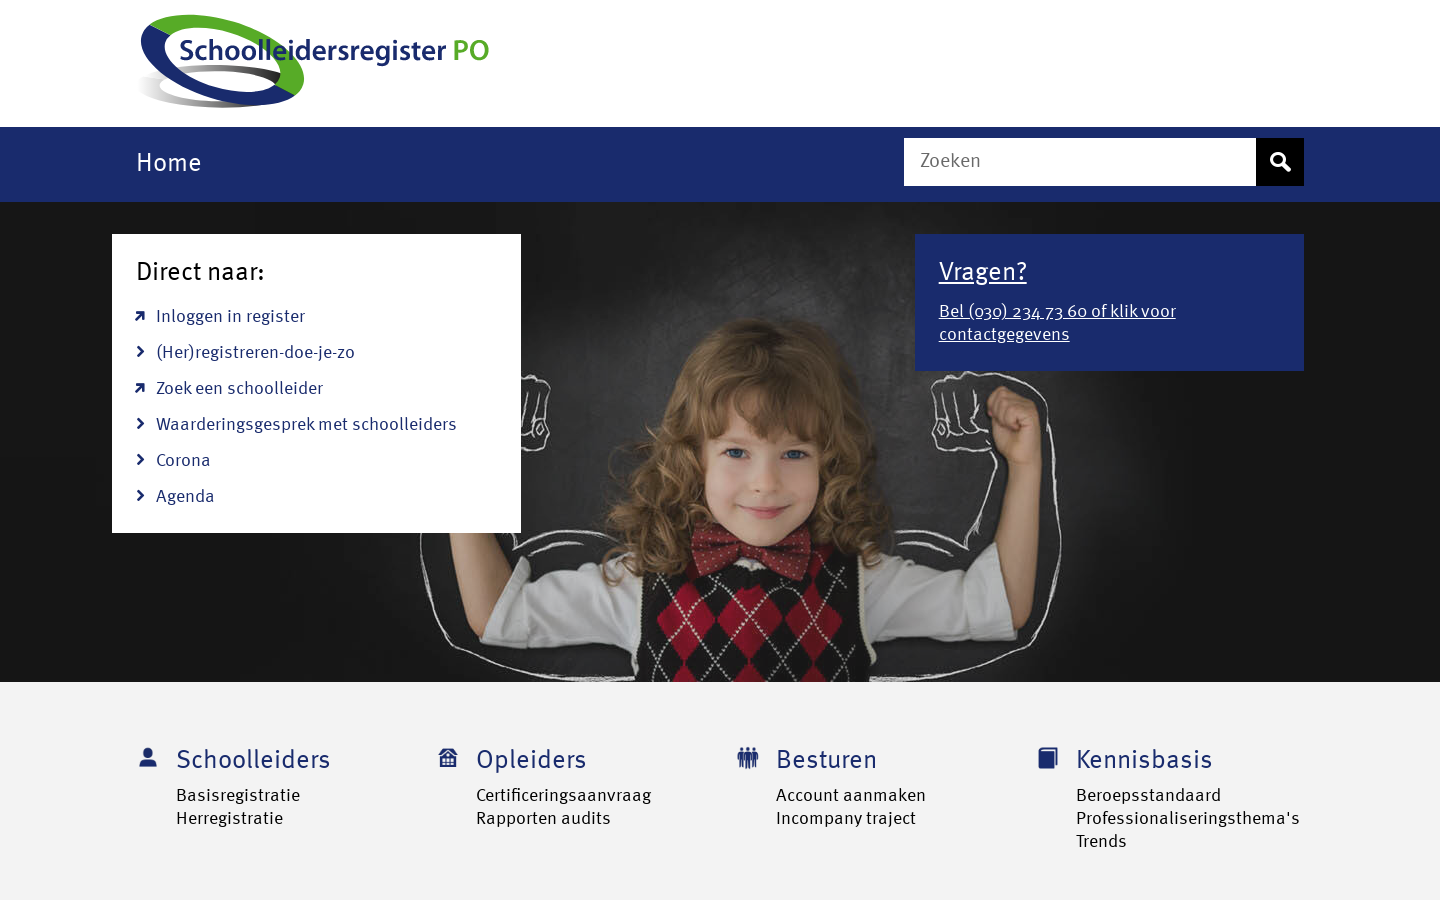 Schoolleidersregister PO
Home
Zoeken
Direct naar:
Inloggen in register
(Her)registreren-doe-je-zo
Zoek een schoolleider
Waarderingsgesprek met schoolleiders
Corona
Agenda
Vragen?
Bel (030) 234 73 60 of klik voor
contactgegevens
Schoolleiders
Basisregistratie
Herregistratie
Opleiders
Certificeringsaanvraag
Rapporten audits
Besturen
Account aanmaken
Incompany traject
Kennisbasis
Beroepsstandaard
Professionaliseringsthema's
Trends